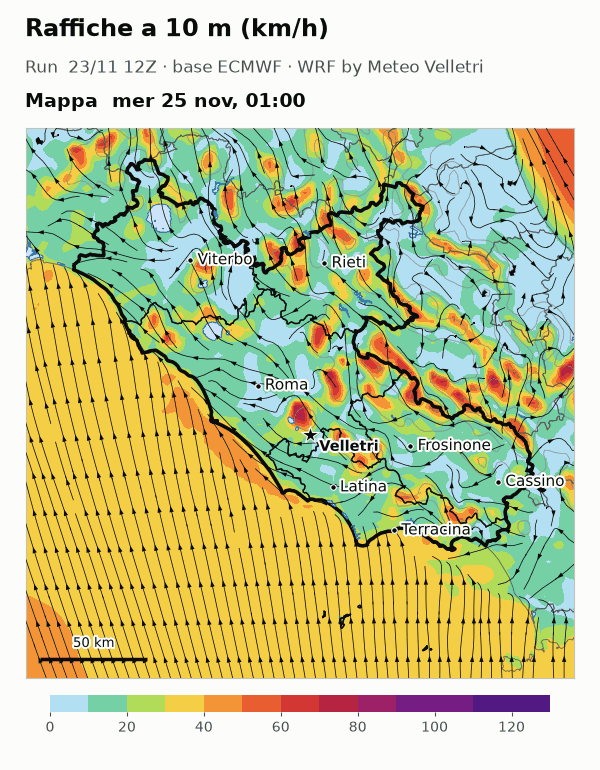 Raffiche a 10 m (km/h)
Run 23/11 12Z · base ECMWF · WRF by Meteo Velletri
Mappa mer 25 nov, 01:00
Viterbo
Rieti
Roma
Velletri
Frosinone
Cassino
Latina
Terracina
50 km
0 20 40 60 80 100 120